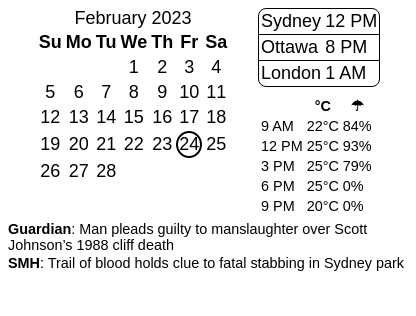 February 2023
Su Mo Tu We Th Fr Sa
1 2 3 4
5 6 7 8 9 10 11
12 13 14 15 16 17 18
19 20 21 22 23 24 25
26 27 28
Sydney 12 PM
Ottawa 8 PM
London 1 AM
°C ☂
9 AM 22°C 84%
12 PM 25°C 93%
3 PM 25°C 79%
6 PM 25°C 0%
9 PM 20°C 0%
Guardian: Man pleads guilty to manslaughter over Scott
Johnson’s 1988 cliff death
SMH: Trail of blood holds clue to fatal stabbing in Sydney park